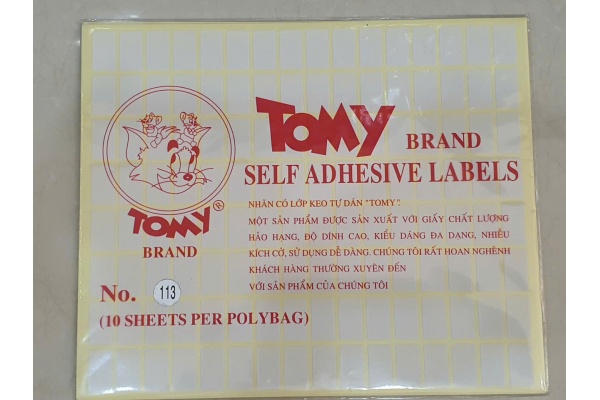 TOMY BRAND
SELF ADHESIVE LABELS
TOMY®
BRAND
NHÃN CÓ LỚP KEO TỰ DÁN "TOMY".
MỘT SẢN PHẨM ĐƯỢC SẢN XUẤT VỚI GIẤY CHẤT LƯỢNG
HẢO HẠNG, ĐỘ DÍNH CAO, KIỂU DÁNG ĐA DẠNG, NHIỀU
KÍCH CỠ, SỬ DỤNG DỄ DÀNG. CHÚNG TÔI RẤT HOAN NGHÊNH
KHÁCH HÀNG THƯỜNG XUYÊN ĐẾN
VỚI SẢN PHẨM CỦA CHÚNG TÔI
No. 113
(10 SHEETS PER POLYBAG)